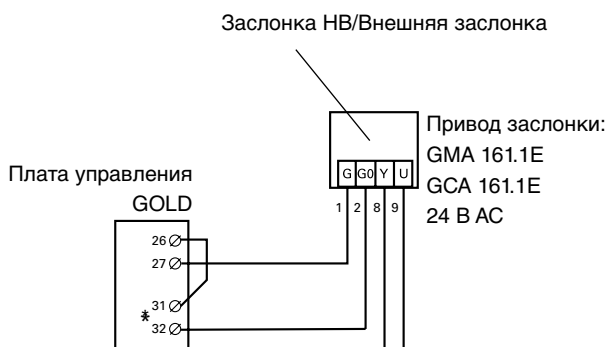 Заслонка НВ/Внешняя заслонка
Привод заслонки:
GMA 161.1E
GCA 161.1E
24 В AC
G G0 Y U
1 2 8 9
Плата управления
GOLD
26
27
31
*
32